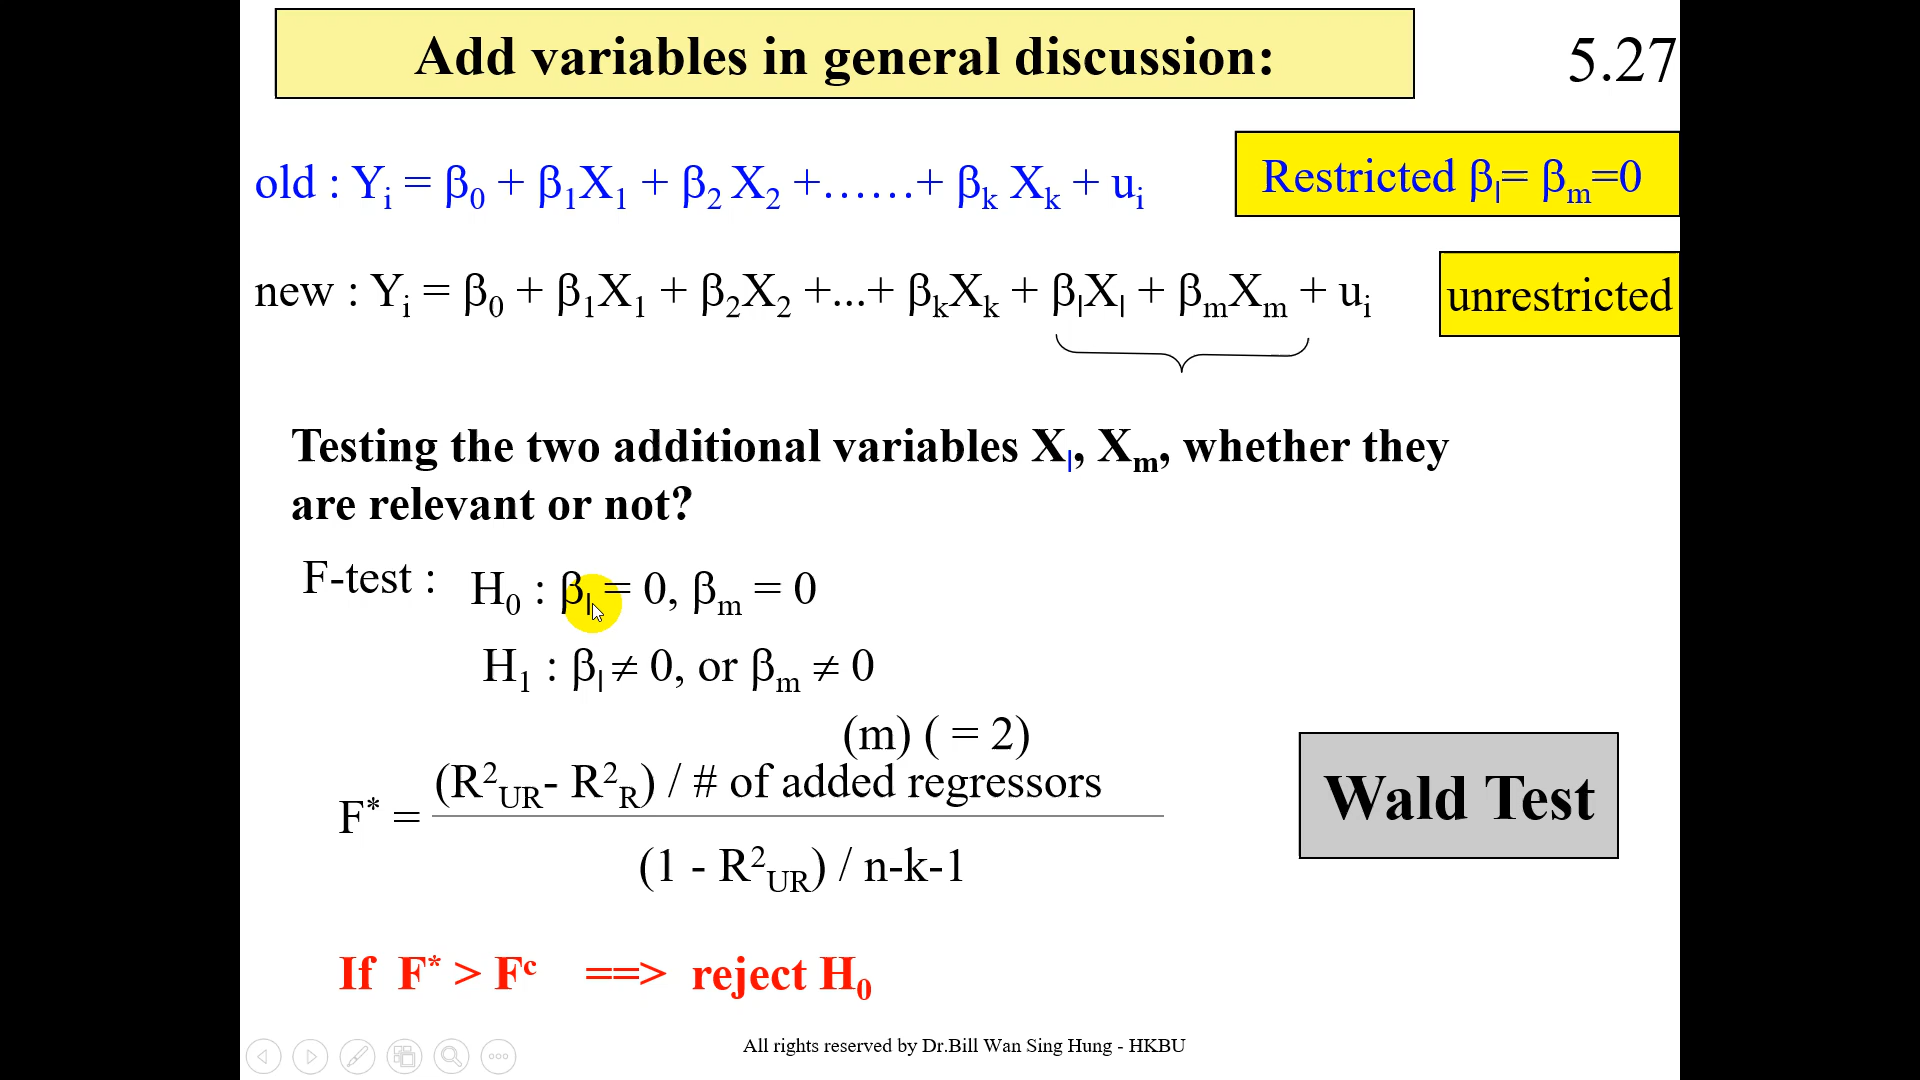 Add variables in general discussion:
5.27
old : Yᵢ = β₀ + β₁X₁ + β₂ X₂ +……+ βₖ Xₖ + uᵢ
Restricted βₗ= βₘ=0
new : Yᵢ = β₀ + β₁X₁ + β₂X₂ +...+ βₖXₖ + βₗXₗ + βₘXₘ + uᵢ
unrestricted
Testing the two additional variables Xₗ, Xₘ, whether they
are relevant or not?
F-test :
H₀ : βₗ = 0, βₘ = 0
H₁ : βₗ ≠ 0, or βₘ ≠ 0
(m) ( = 2)
F* =
(R²_UR- R²_R) / # of added regressors
(1 - R²_UR) / n-k-1
Wald Test
If F* > Fᶜ ==> reject H₀
All rights reserved by Dr.Bill Wan Sing Hung - HKBU